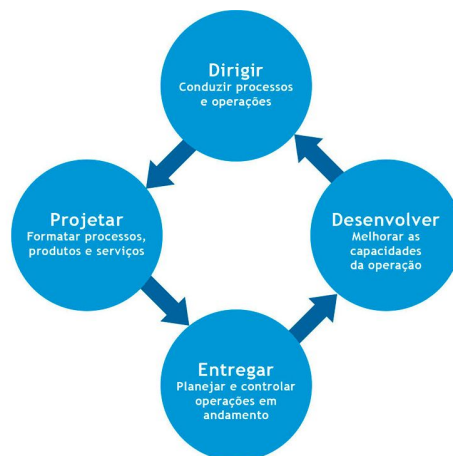 Dirigir
Conduzir processos
e operações
Projetar
Formatar processos,
produtos e serviços
Desenvolver
Melhorar as
capacidades
da operação
Entregar
Planejar e controlar
operações em
andamento